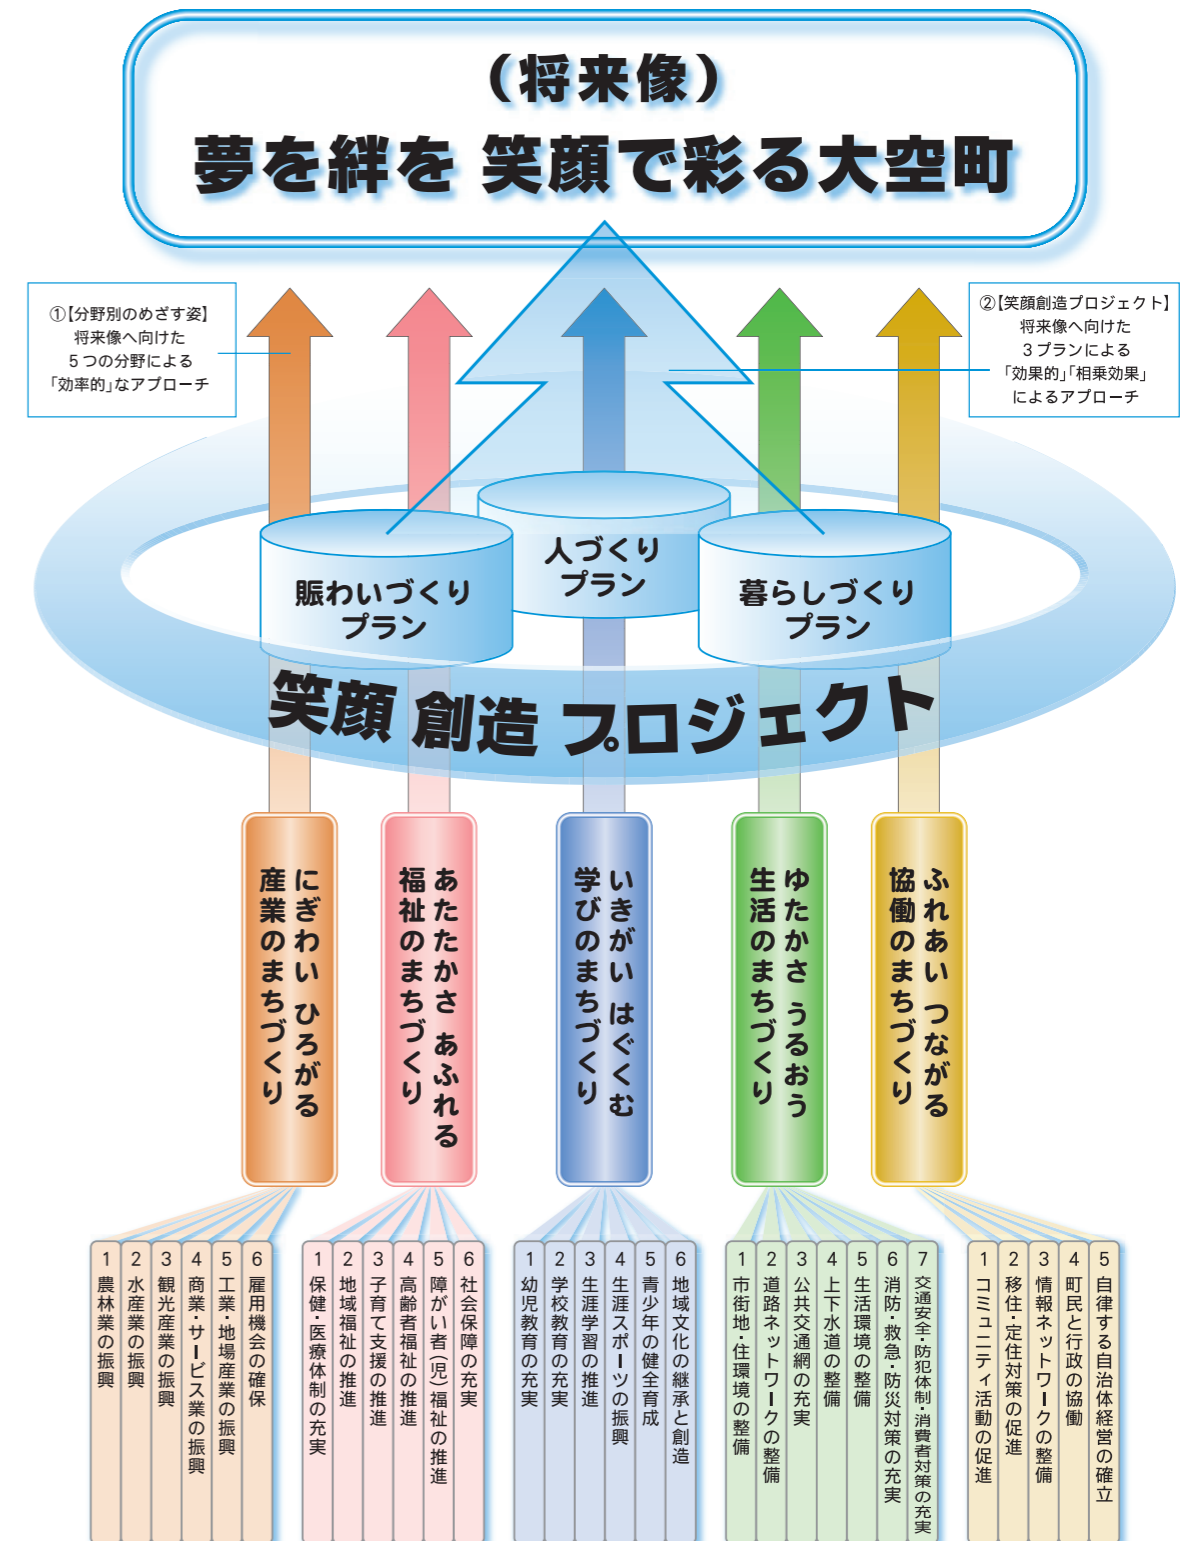 （将来像）
夢を絆を 笑顔で彩る大空町
①【分野別のめざす姿】
将来像へ向けた
5つの分野による
「効率的」なアプローチ
②【笑顔創造プロジェクト】
将来像へ向けた
3プランによる
「効果的」「相乗効果」
によるアプローチ
人づくり
プラン
賑わいづくり
プラン
暮らしづくり
プラン
笑顔 創造 プロジェクト
にぎわい ひろがる
産業のまちづくり
あたたかさ あふれる
福祉のまちづくり
いきがい はぐくむ
学びのまちづくり
ゆたかさ うるおう
生活のまちづくり
ふれあい つながる
協働のまちづくり
1 農林業の振興
2 水産業の振興
3 観光産業の振興
4 商業・サービス業の振興
5 工業・地場産業の振興
6 雇用機会の確保
1 保健・医療体制の充実
2 地域福祉の推進
3 子育て支援の推進
4 高齢者福祉の推進
5 障がい者（児）福祉の推進
6 社会保障の充実
1 幼児教育の充実
2 学校教育の充実
3 生涯学習の推進
4 生涯スポーツの振興
5 青少年の健全育成
6 地域文化の継承と創造
1 市街地・住環境の整備
2 道路ネットワークの整備
3 公共交通網の充実
4 上下水道の整備
5 生活環境の整備
6 消防・救急・防災対策の充実
7 交通安全・防犯体制・消費者対策の充実
1 コミュニティ活動の促進
2 移住・定住対策の促進
3 情報ネットワークの整備
4 町民と行政の協働
5 自律する自治体経営の確立